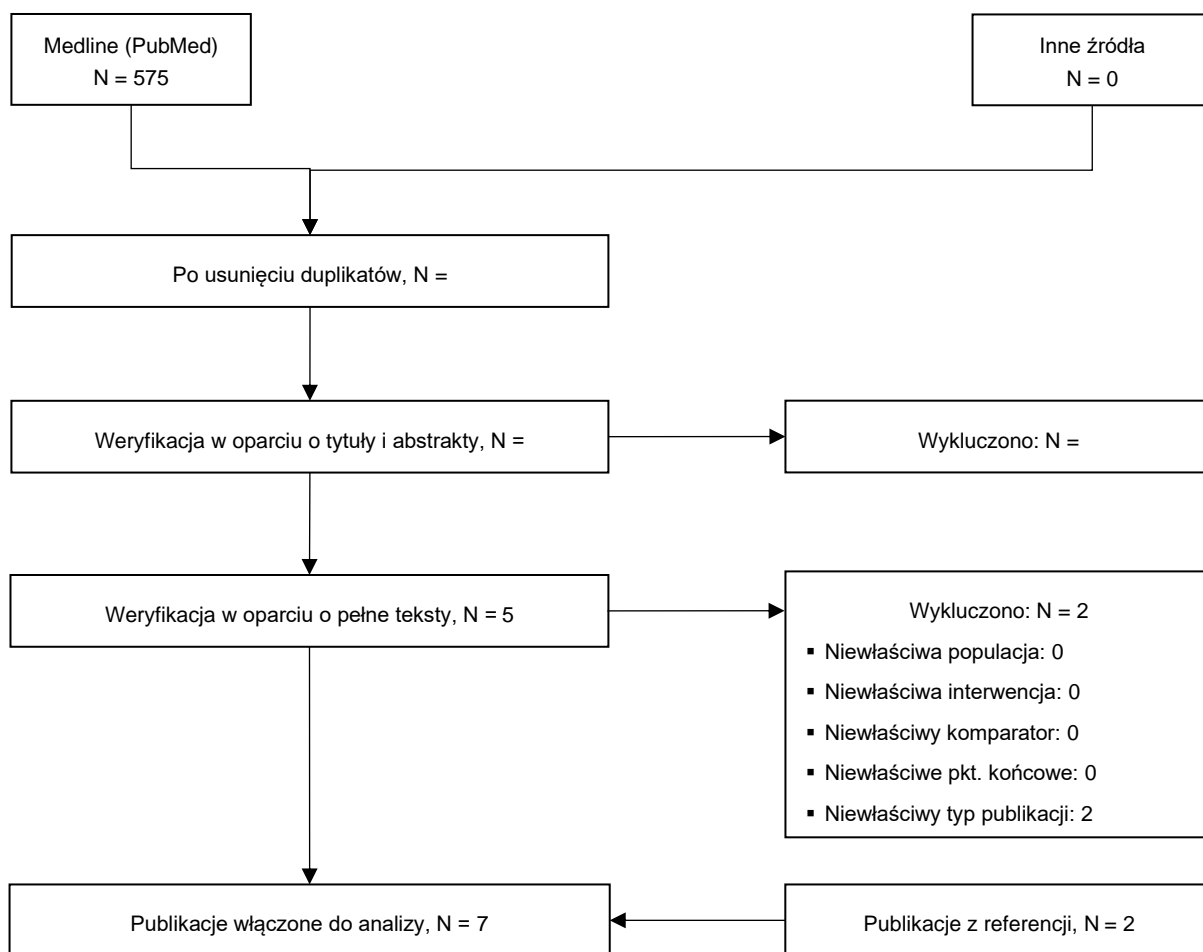 Medline (PubMed)
N = 575
Inne źródła
N = 0
Po usunięciu duplikatów, N =
Weryfikacja w oparciu o tytuły i abstrakty, N =
Wykluczono: N =
Weryfikacja w oparciu o pełne teksty, N = 5
Wykluczono: N = 2
▪ Niewłaściwa populacja: 0
▪ Niewłaściwa interwencja: 0
▪ Niewłaściwy komparator: 0
▪ Niewłaściwe pkt. końcowe: 0
▪ Niewłaściwy typ publikacji: 2
Publikacje włączone do analizy, N = 7
Publikacje z referencji, N = 2